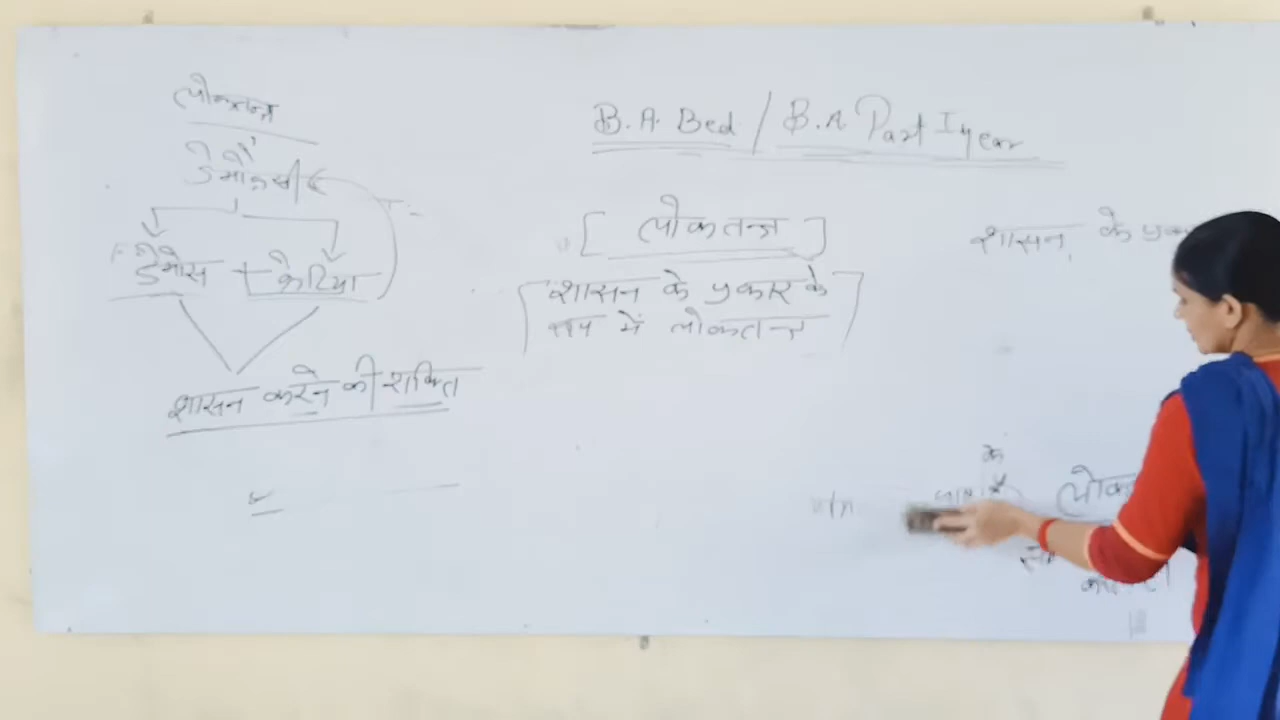 लोकतन्त्र
डेमोक्रेसी
डेमोस + क्रेटिया
शासन करने की शक्ति
B.A. Bed / B.A Part I year
[ लोकतन्त्र ]
शासन के प्रकार के
रूप में लोकतन्त्र
शासन के
के